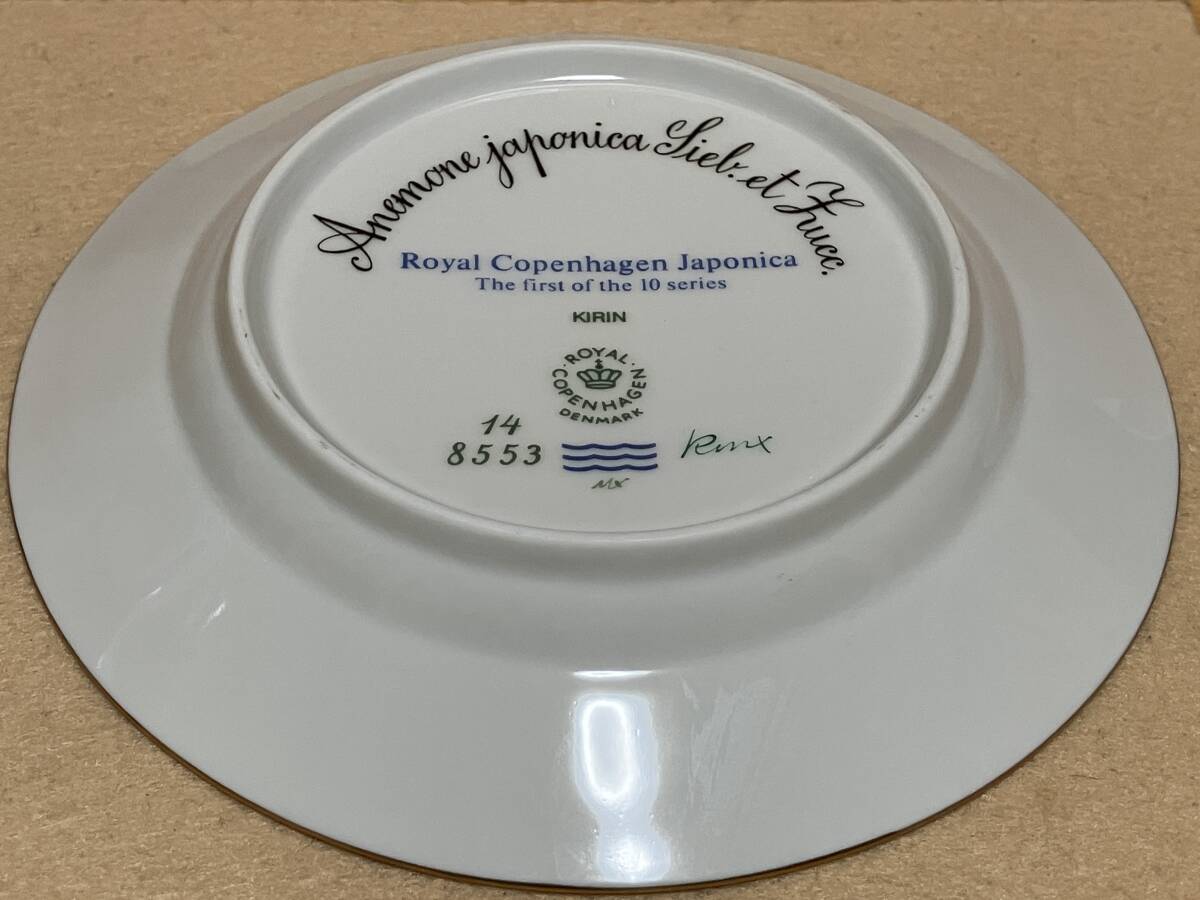 Anemone japonica Sieb. et Zucc.
Royal Copenhagen Japonica
The first of the 10 series
KIRIN
ROYAL
COPENHAGEN
DENMARK
14
8553